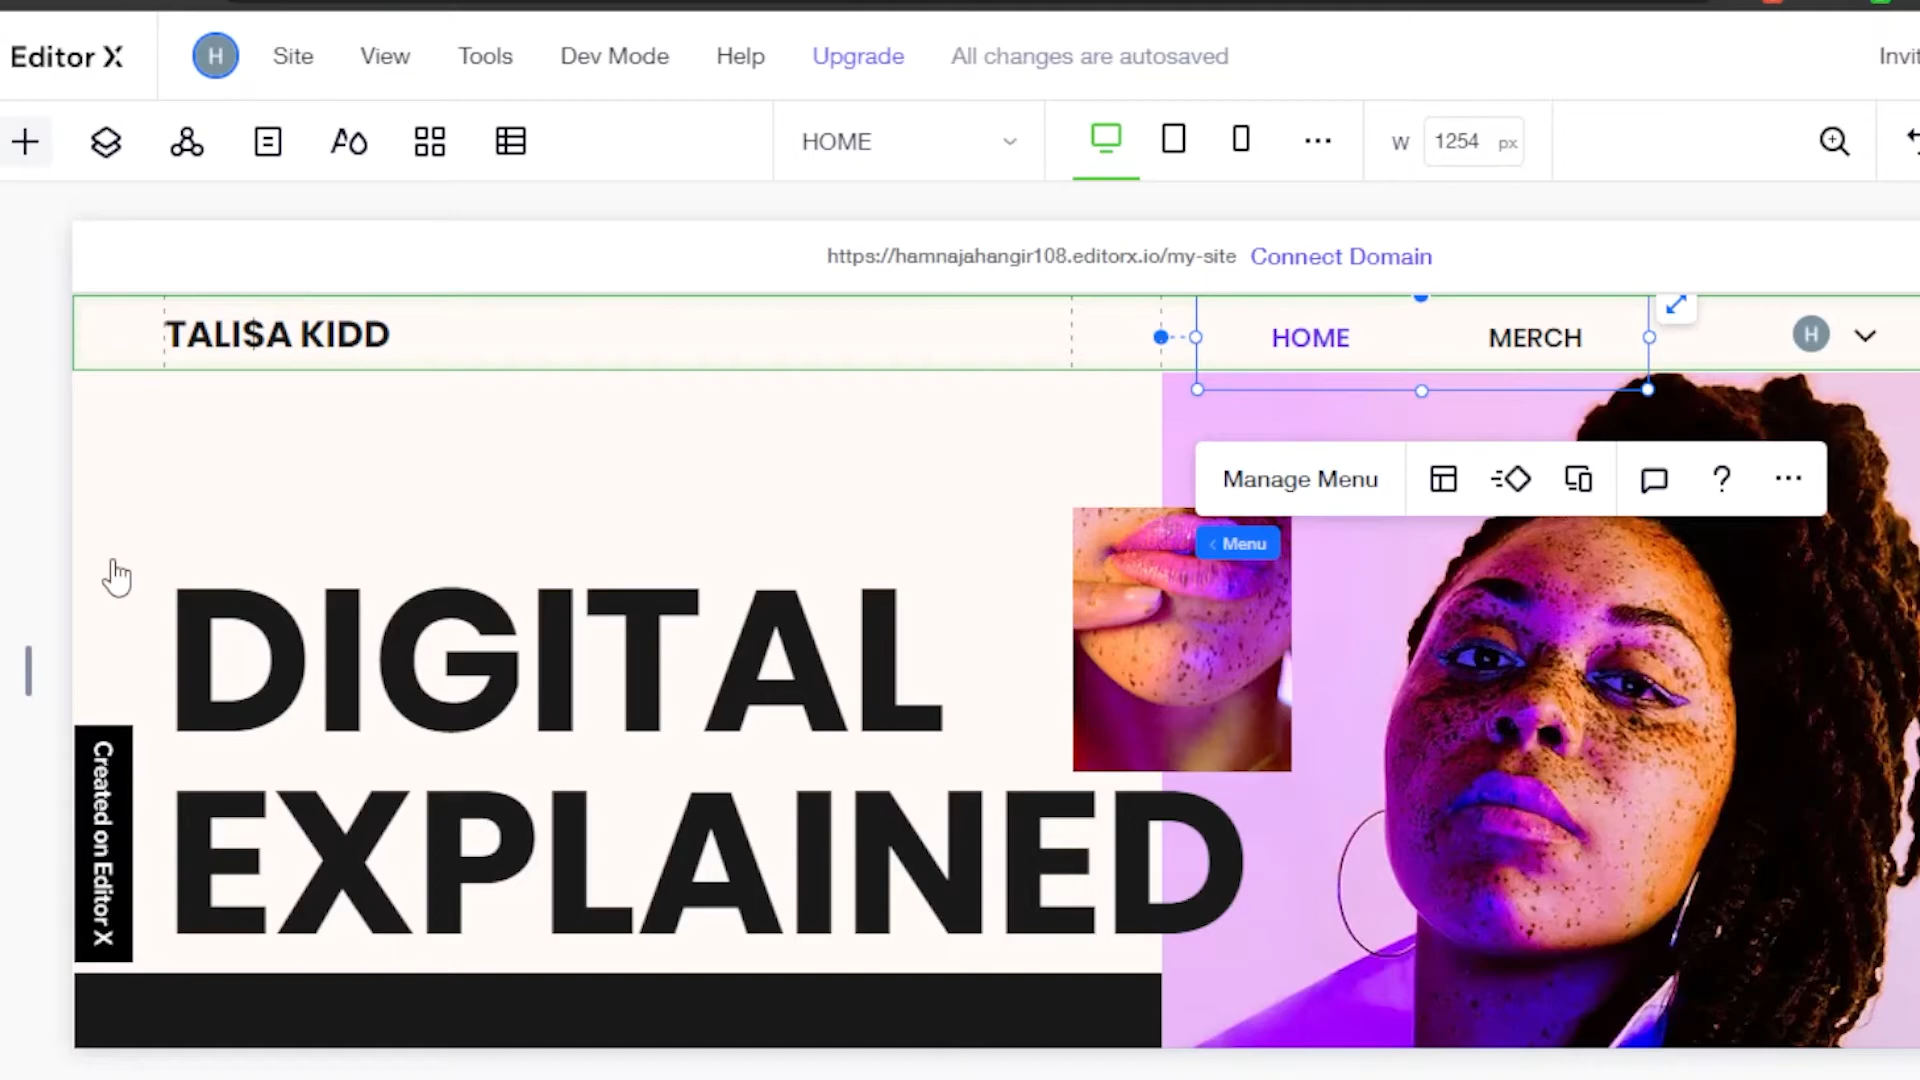 Editor X
H
Site
View
Tools
Dev Mode
Help
Upgrade
All changes are autosaved
HOME
W 1254 px
https://hamnajahangir108.editorx.io/my-site Connect Domain
TALI$A KIDD
HOME
MERCH
H
Manage Menu
?
< Menu
DIGITAL
EXPLAINED
Created on Editor X